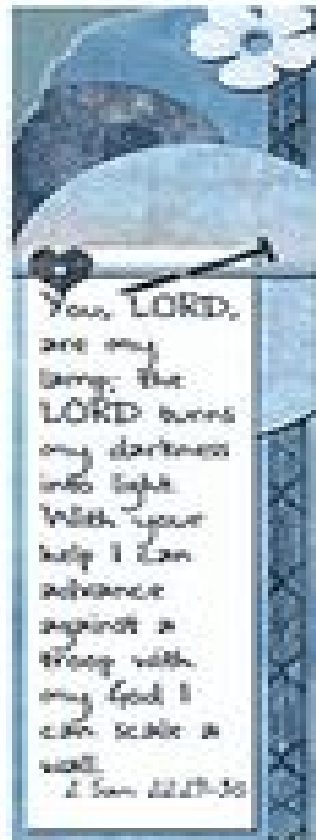 You, LORD,
are my
lamp; the
LORD turns
my darkness
into light
With your
help I can
advance
against a
troop with
my God I
can scale a
wall
2 Sam 22:29-30